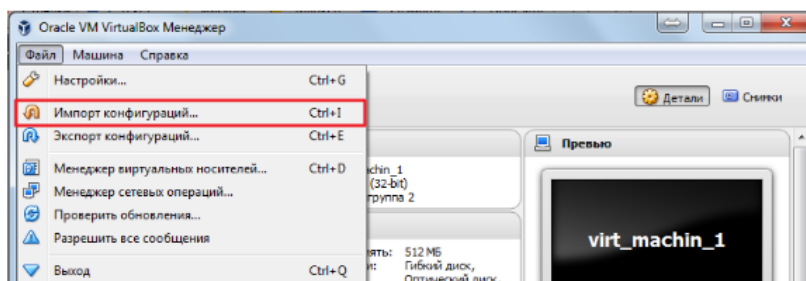 Oracle VM VirtualBox Менеджер
Файл Машина Справка
Настройки... Ctrl+G
Импорт конфигураций... Ctrl+I
Экспорт конфигураций... Ctrl+E
Менеджер виртуальных носителей... Ctrl+D
Менеджер сетевых операций...
Проверить обновления...
Разрешить все сообщения
Выход Ctrl+Q
Детали Снимки
Превью
(32-bit)
группа 2
512 МБ
Гибкий диск,
Оптический диск,
virt_machin_1